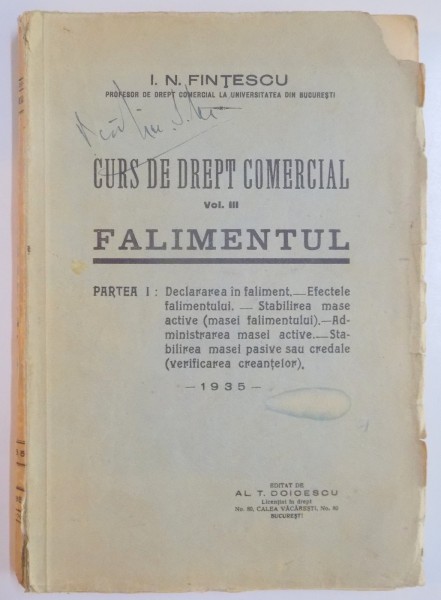 I. N. FINȚESCU
PROFESOR DE DREPT COMERCIAL LA UNIVERSITATEA DIN BUCUREȘTI
CURS DE DREPT COMERCIAL
Vol. III
FALIMENTUL
PARTEA I : Declararea în faliment.—Efectele
falimentului. — Stabilirea mase
active (masei falimentului).—Ad-
ministrarea masei active.—Sta-
bilirea masei pasive sau credale
(verificarea creanțelor).
— 1935 —
EDITAT DE
AL. T. DOICESCU
Licențiat în drept
No. 80, CALEA VĂCĂREȘTI, No. 80
BUCUREȘTI